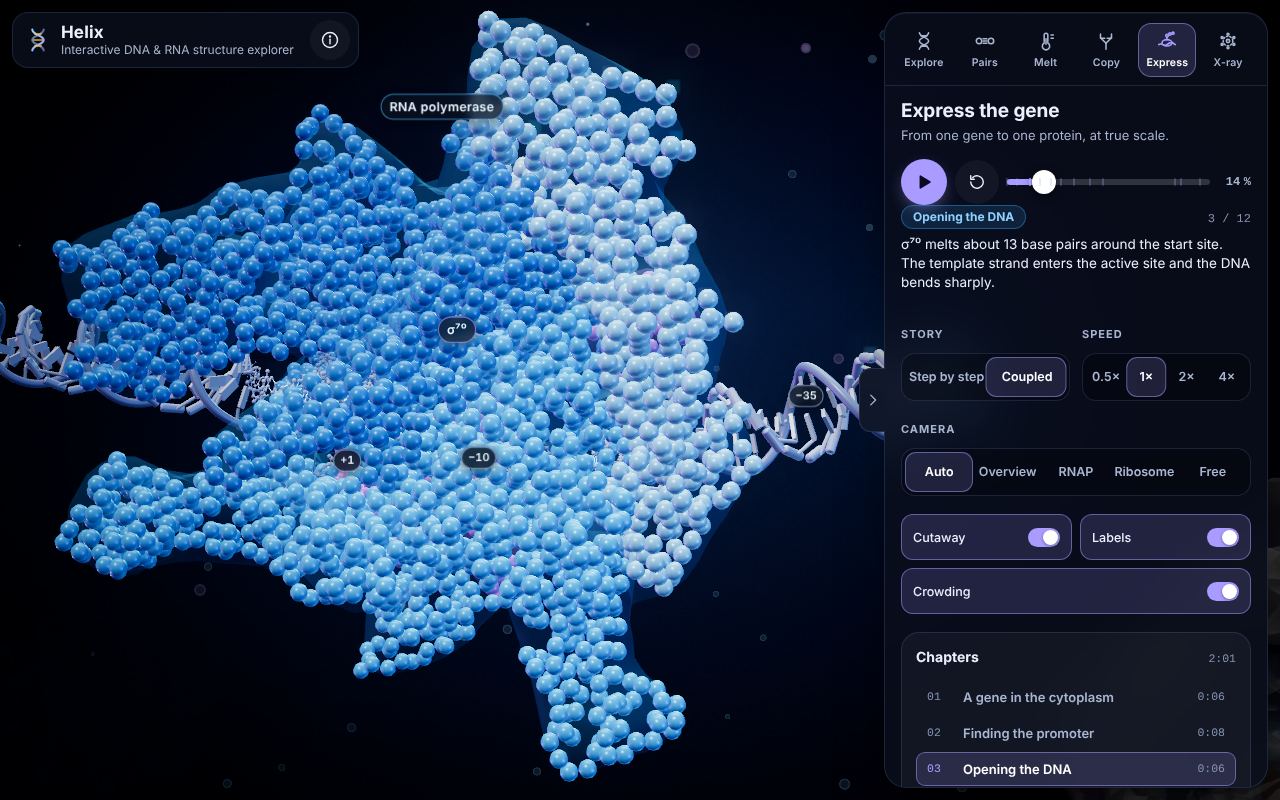 Helix
Interactive DNA & RNA structure explorer
RNA polymerase
σ⁷⁰
−35
+1
−10
Explore
Pairs
Melt
Copy
Express
X-ray
Express the gene
From one gene to one protein, at true scale.
14 %
Opening the DNA
3 / 12
σ⁷⁰ melts about 13 base pairs around the start site.
The template strand enters the active site and the DNA
bends sharply.
STORY
SPEED
Step by step
Coupled
0.5×
1×
2×
4×
CAMERA
Auto
Overview
RNAP
Ribosome
Free
Cutaway
Labels
Crowding
Chapters
2:01
01 A gene in the cytoplasm 0:06
02 Finding the promoter 0:08
03 Opening the DNA 0:06